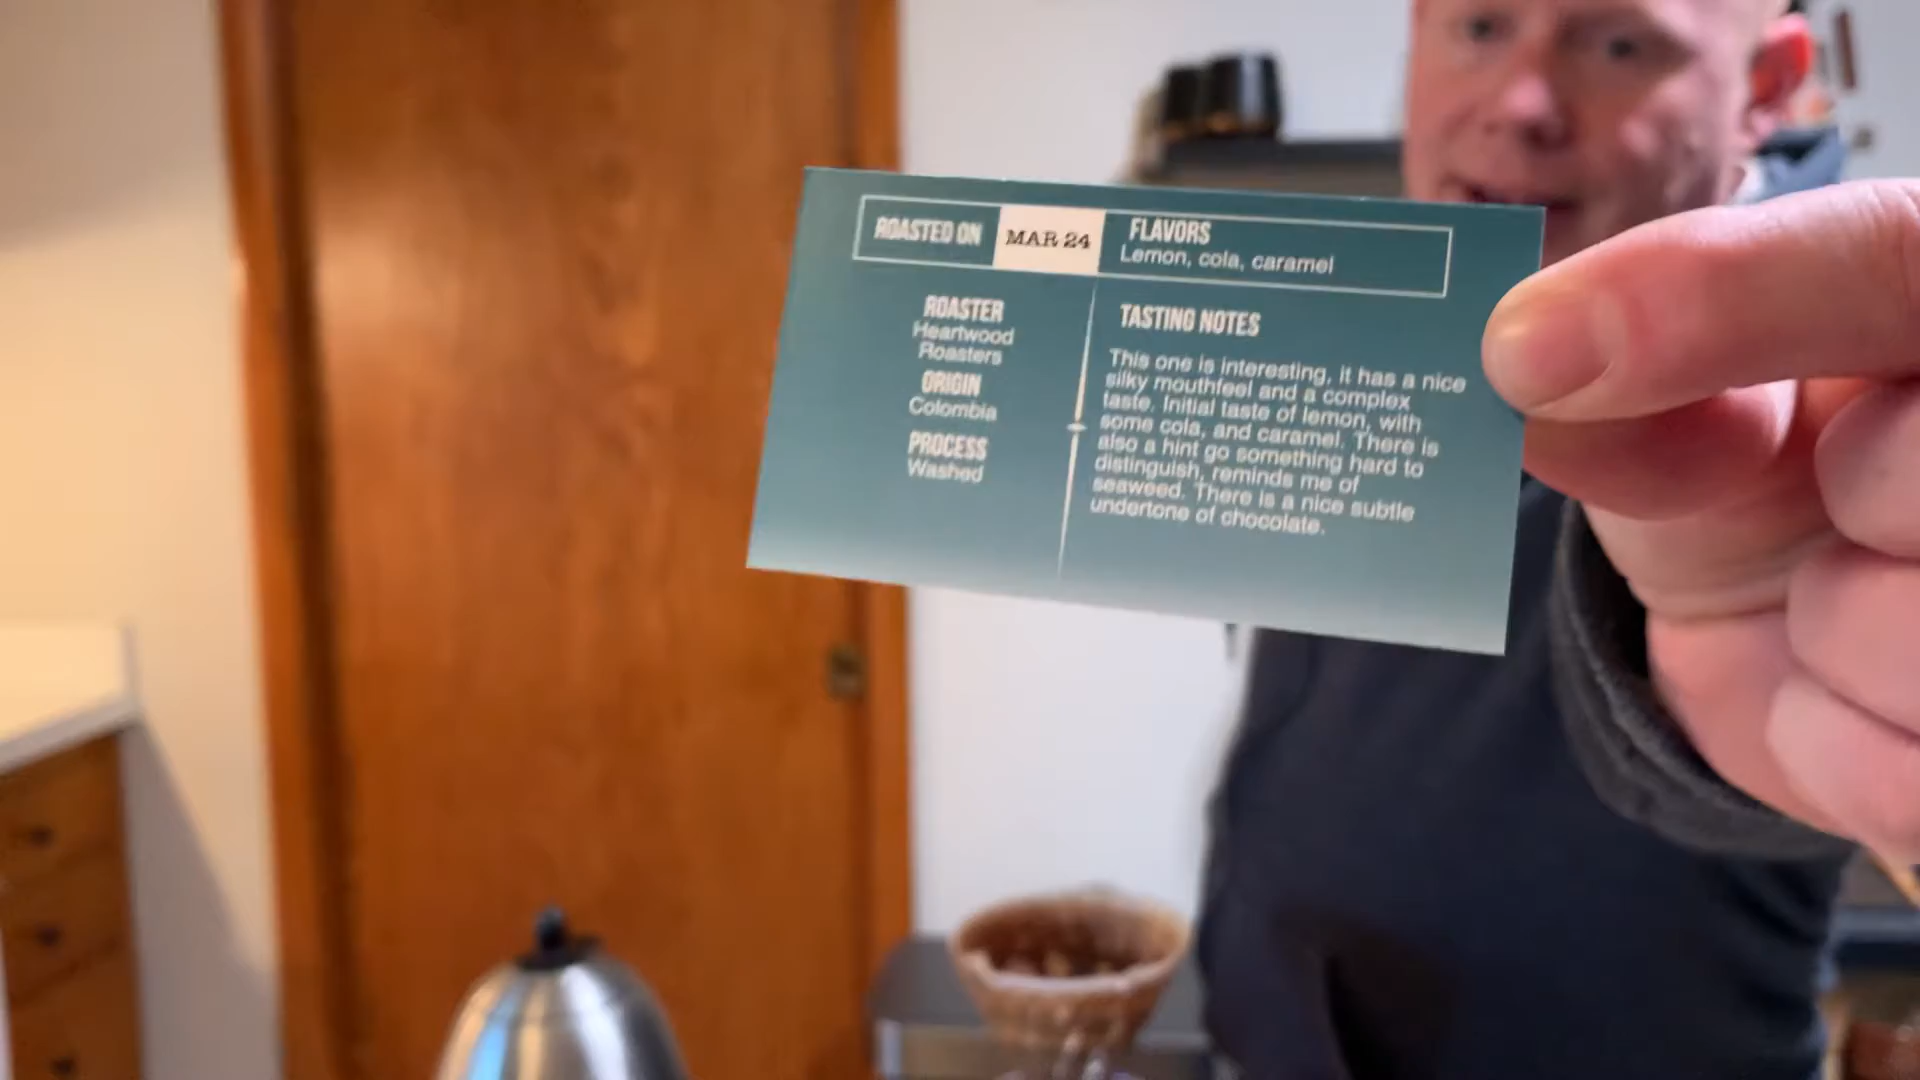 ROASTED ON
MAR 24
FLAVORS
Lemon, cola, caramel
ROASTER
Heartwood
Roasters
ORIGIN
Colombia
PROCESS
Washed
TASTING NOTES
This one is interesting, it has a nice
silky mouthfeel and a complex
taste. Initial taste of lemon, with
some cola, and caramel. There is
also a hint go something hard to
distinguish, reminds me of
seaweed. There is a nice subtle
undertone of chocolate.